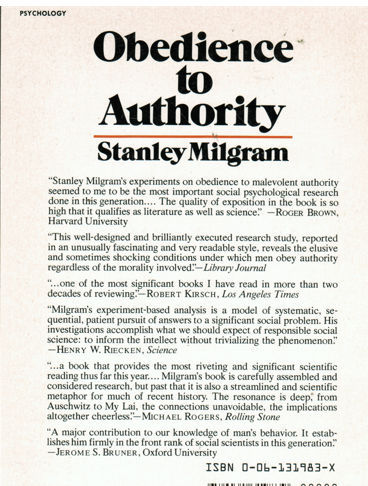 PSYCHOLOGY
Obedience
to
Authority
Stanley Milgram
"Stanley Milgram's experiments on obedience to malevolent authority
seemed to me to be the most important social psychological research
done in this generation.... The quality of exposition in the book is so
high that it qualifies as literature as well as science." —ROGER BROWN,
Harvard University
"This well-designed and brilliantly executed research study, reported
in an unusually fascinating and very readable style, reveals the elusive
and sometimes shocking conditions under which men obey authority
regardless of the morality involved."—Library Journal
"...one of the most significant books I have read in more than two
decades of reviewing."—ROBERT KIRSCH, Los Angeles Times
"Milgram's experiment-based analysis is a model of systematic, se-
quential, patient pursuit of answers to a significant social problem. His
investigations accomplish what we should expect of responsible social
science: to inform the intellect without trivializing the phenomenon."
—HENRY W. RIECKEN, Science
"...a book that provides the most riveting and significant scientific
reading thus far this year.... Milgram's book is carefully assembled and
considered research, but past that it is also a streamlined and scientific
metaphor for much of recent history. The resonance is deep; from
Auschwitz to My Lai, the connections unavoidable, the implications
altogether cheerless."—MICHAEL ROGERS, Rolling Stone
"A major contribution to our knowledge of man's behavior. It estab-
lishes him firmly in the front rank of social scientists in this generation."
—JEROME S. BRUNER, Oxford University
ISBN 0-06-131983-X